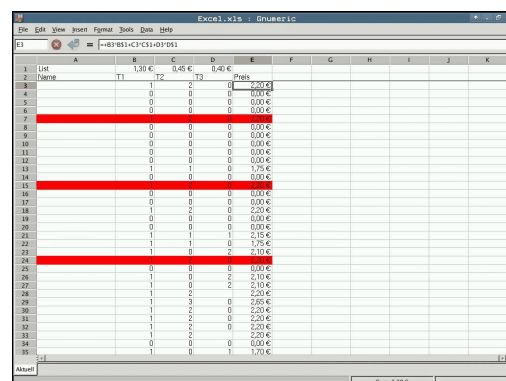 Excel.xls : Gnumeric
File Edit View Insert Format Tools Data Help
E3 =+B3*B$1+C3*C$1+D3*D$1
A B C D E F G H I J K
1 List 1,30 € 0,45 € 0,40 €
2 Name T1 T2 T3 Preis
3 1 2 0 2,20 €
4 0 0 0 0,00 €
5 0 0 0 0,00 €
6 0 0 0 0,00 €
7
8 0 0 0 0,00 €
9 0 0 0 0,00 €
10 0 0 0 0,00 €
11 0 0 0 0,00 €
12 0 0 0 0,00 €
13 1 1 0 1,75 €
14 0 0 0 0,00 €
15
16 0 0 0 0,00 €
17 0 0 0 0,00 €
18 1 2 0 2,20 €
19 0 0 0 0,00 €
20 0 0 0 0,00 €
21 1 1 1 2,15 €
22 1 1 0 1,75 €
23 1 0 2 2,10 €
24
25 0 0 0 0,00 €
26 1 0 2 2,10 €
27 1 0 2 2,10 €
28 1 2 2,20 €
29 1 3 0 2,65 €
30 1 2 0 2,20 €
31 1 2 0 2,20 €
32 1 2 0 2,20 €
33 1 2 2,20 €
34 0 0 0 0,00 €
35 1 0 1 1,70 €
Aktuell